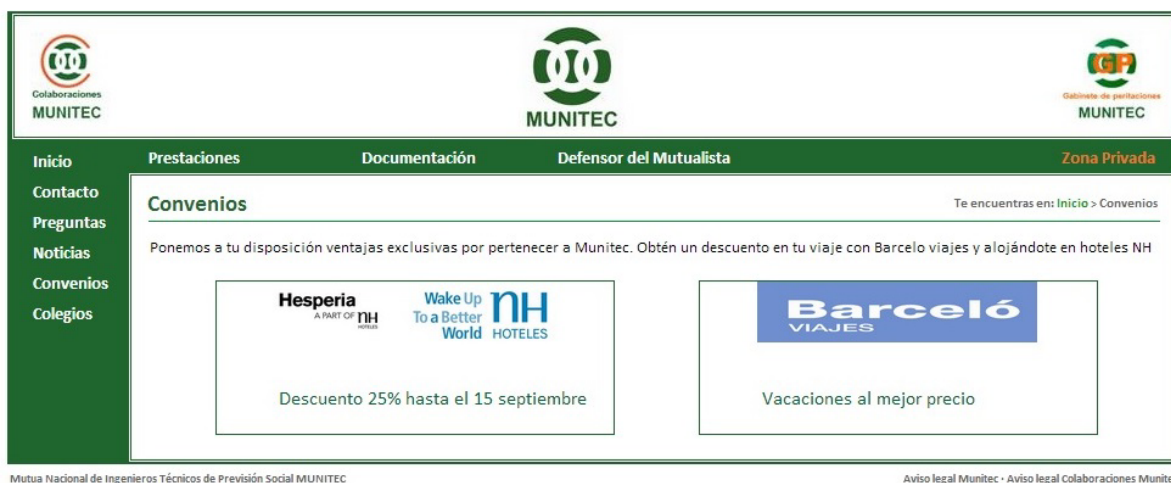 Colaboraciones
MUNITEC
MUNITEC
GP
Gabinete de peritaciones
MUNITEC
Prestaciones Documentación Defensor del Mutualista Zona Privada
Inicio
Contacto
Preguntas
Noticias
Convenios
Colegios
Convenios
Te encuentras en: Inicio > Convenios
Ponemos a tu disposición ventajas exclusivas por pertenecer a Munitec. Obtén un descuento en tu viaje con Barcelo viajes y alojándote en hoteles NH
Hesperia
A PART OF NH
HOTELES
Wake Up
To a Better
World
NH
HOTELES
Descuento 25% hasta el 15 septiembre
Barceló
VIAJES
Vacaciones al mejor precio
Mutua Nacional de Ingenieros Técnicos de Previsión Social MUNITEC
Aviso legal Munitec · Aviso legal Colaboraciones Munite